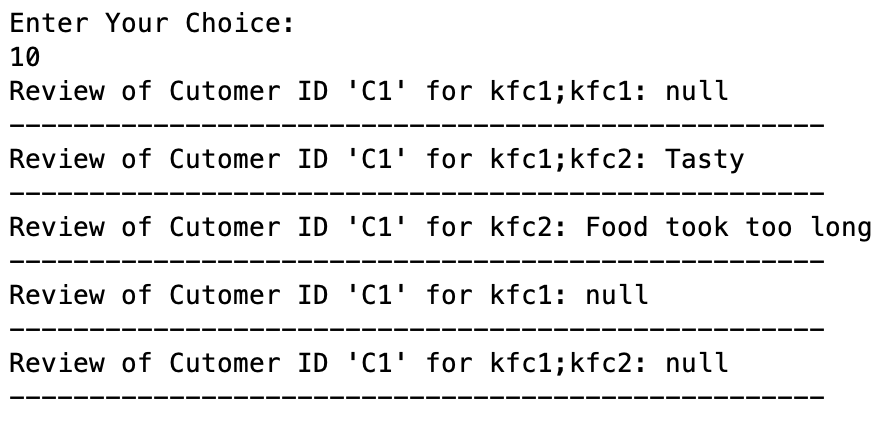 Enter Your Choice:
10
Review of Cutomer ID 'C1' for kfc1;kfc1: null
---------------------------------------------------
Review of Cutomer ID 'C1' for kfc1;kfc2: Tasty
---------------------------------------------------
Review of Cutomer ID 'C1' for kfc2: Food took too long
---------------------------------------------------
Review of Cutomer ID 'C1' for kfc1: null
---------------------------------------------------
Review of Cutomer ID 'C1' for kfc1;kfc2: null
---------------------------------------------------